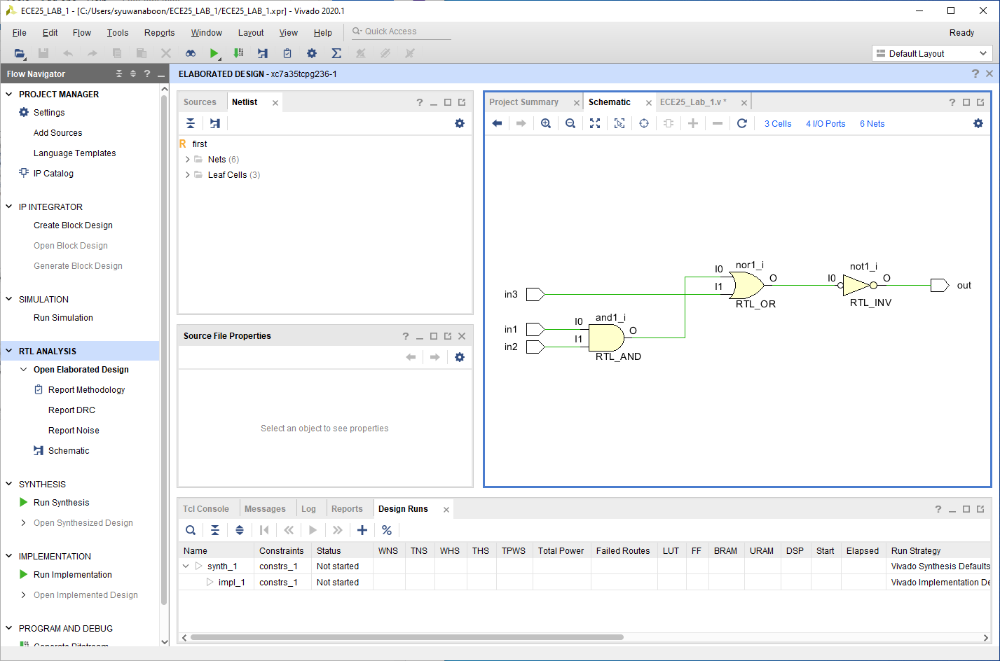 ECE25_LAB_1 - [C:/Users/syuwanaboon/ECE25_LAB_1/ECE25_LAB_1.xpr] - Vivado 2020.1
File Edit Flow Tools Reports Window Layout View Help Quick Access Ready
Default Layout
Flow Navigator
PROJECT MANAGER
Settings
Add Sources
Language Templates
IP Catalog
IP INTEGRATOR
Create Block Design
Open Block Design
Generate Block Design
SIMULATION
Run Simulation
RTL ANALYSIS
Open Elaborated Design
Report Methodology
Report DRC
Report Noise
Schematic
SYNTHESIS
Run Synthesis
Open Synthesized Design
IMPLEMENTATION
Run Implementation
Open Implemented Design
PROGRAM AND DEBUG
Generate Bitstream
ELABORATED DESIGN - xc7a35tcpg236-1
Sources Netlist
R first
Nets (6)
Leaf Cells (3)
Source File Properties
Select an object to see properties
Project Summary Schematic ECE25_Lab_1.v *
3 Cells 4 I/O Ports 6 Nets
nor1_i
I0
I1
O
RTL_OR
not1_i
I0
O
RTL_INV
out
in3
and1_i
in1
I0
O
in2
I1
RTL_AND
Tcl Console Messages Log Reports Design Runs
Name Constraints Status WNS TNS WHS THS TPWS Total Power Failed Routes LUT FF BRAM URAM DSP Start Elapsed Run Strategy
synth_1 constrs_1 Not started Vivado Synthesis Defaults
impl_1 constrs_1 Not started Vivado Implementation De